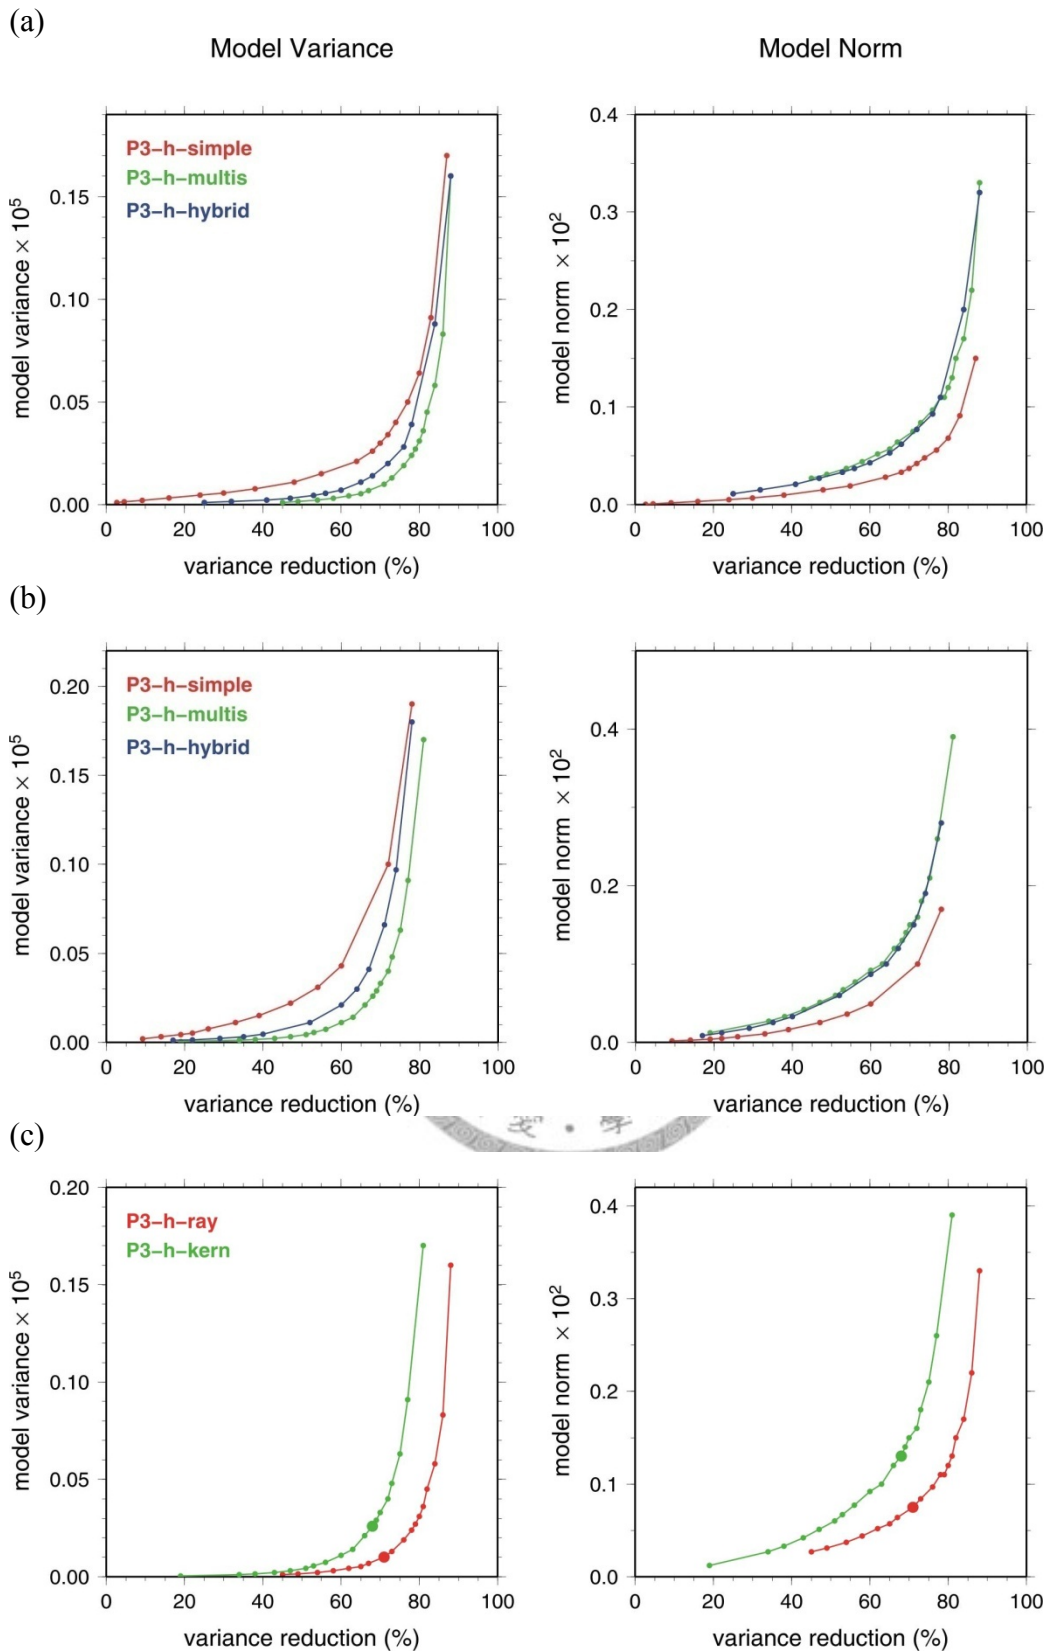 (a)
Model Variance
Model Norm
P3-h-simple
P3-h-multis
P3-h-hybrid
model variance × 10⁵
0.15
0.10
0.05
0.00
0 20 40 60 80 100
variance reduction (%)
model norm × 10²
0.4
0.3
0.2
0.1
0.0
0 20 40 60 80 100
variance reduction (%)
(b)
P3-h-simple
P3-h-multis
P3-h-hybrid
model variance × 10⁵
0.20
0.15
0.10
0.05
0.00
0 20 40 60 80 100
variance reduction (%)
model norm × 10²
0.4
0.2
0.0
0 20 40 60 80 100
variance reduction (%)
(c)
P3-h-ray
P3-h-kern
model variance × 10⁵
0.20
0.15
0.10
0.05
0.00
0 20 40 60 80 100
variance reduction (%)
model norm × 10²
0.4
0.3
0.2
0.1
0.0
0 20 40 60 80 100
variance reduction (%)